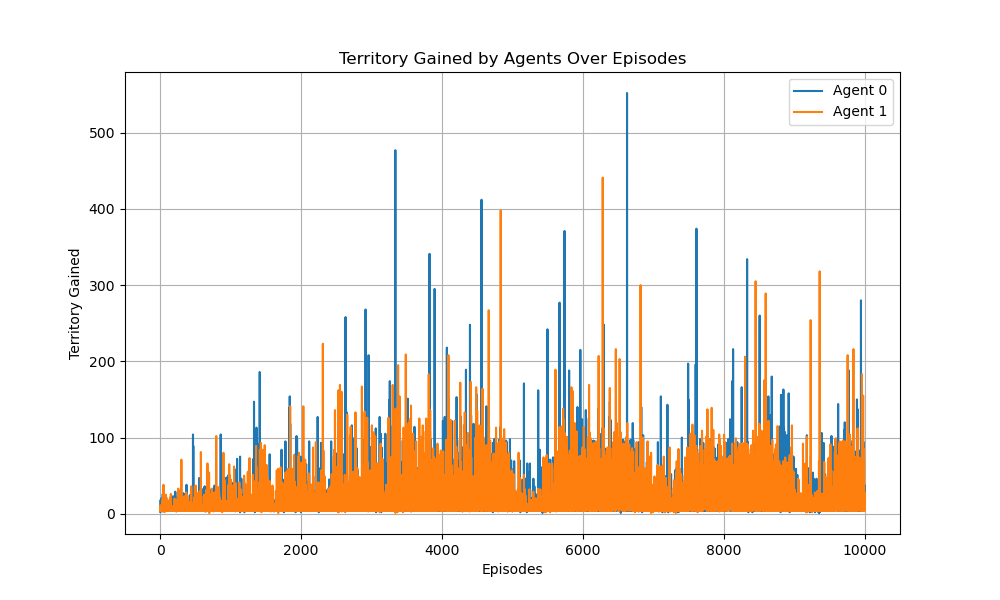 Territory Gained by Agents Over Episodes
Agent 0
Agent 1
500
400
300
200
100
0
Territory Gained
0 2000 4000 6000 8000 10000
Episodes